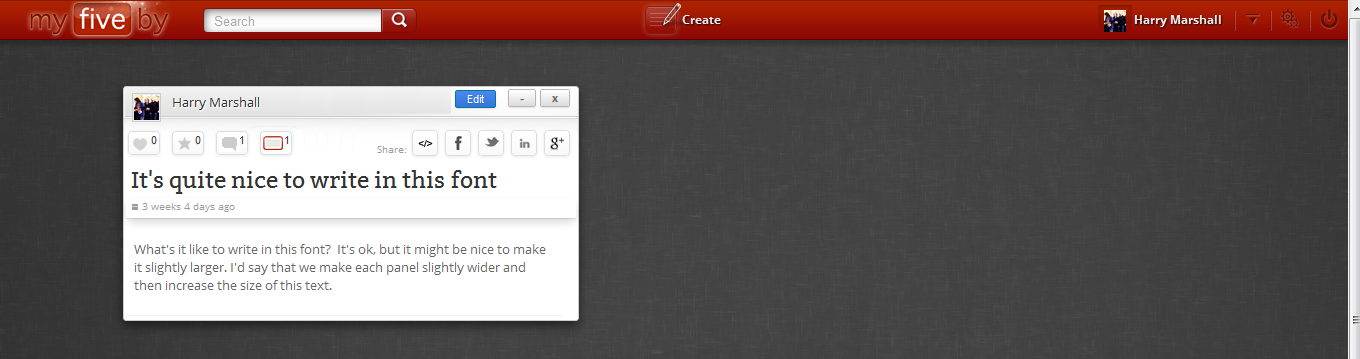 my five by
Search
Create
Harry Marshall
Harry Marshall
Edit
- x
0 0 1 1
Share: </> f in g+
It's quite nice to write in this font
3 weeks 4 days ago
What's it like to write in this font?  It's ok, but it might be nice to make
it slightly larger. I'd say that we make each panel slightly wider and
then increase the size of this text.